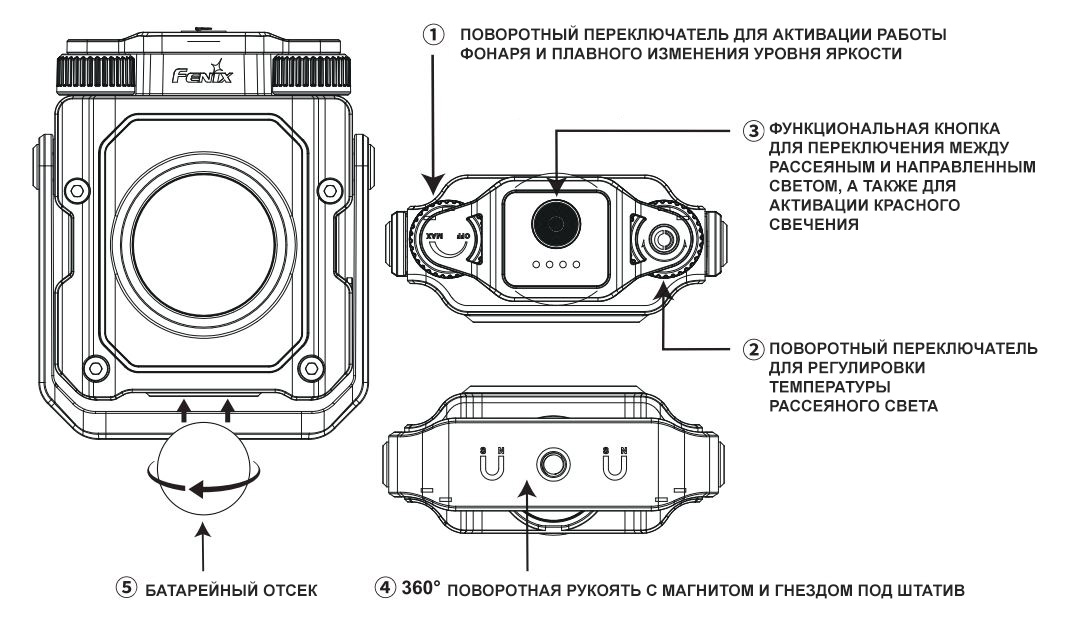 ① ПОВОРОТНЫЙ ПЕРЕКЛЮЧАТЕЛЬ ДЛЯ АКТИВАЦИИ РАБОТЫ
ФОНАРЯ И ПЛАВНОГО ИЗМЕНЕНИЯ УРОВНЯ ЯРКОСТИ
FENIX
③ ФУНКЦИОНАЛЬНАЯ КНОПКА
ДЛЯ ПЕРЕКЛЮЧЕНИЯ МЕЖДУ
РАССЕЯНЫМ И НАПРАВЛЕННЫМ
СВЕТОМ, А ТАКЖЕ ДЛЯ
АКТИВАЦИИ КРАСНОГО
СВЕЧЕНИЯ
MAX OFF
② ПОВОРОТНЫЙ ПЕРЕКЛЮЧАТЕЛЬ
ДЛЯ РЕГУЛИРОВКИ
ТЕМПЕРАТУРЫ
РАССЕЯНОГО СВЕТА
S N S N
⑤ БАТАРЕЙНЫЙ ОТСЕК
④ 360° ПОВОРОТНАЯ РУКОЯТЬ С МАГНИТОМ И ГНЕЗДОМ ПОД ШТАТИВ